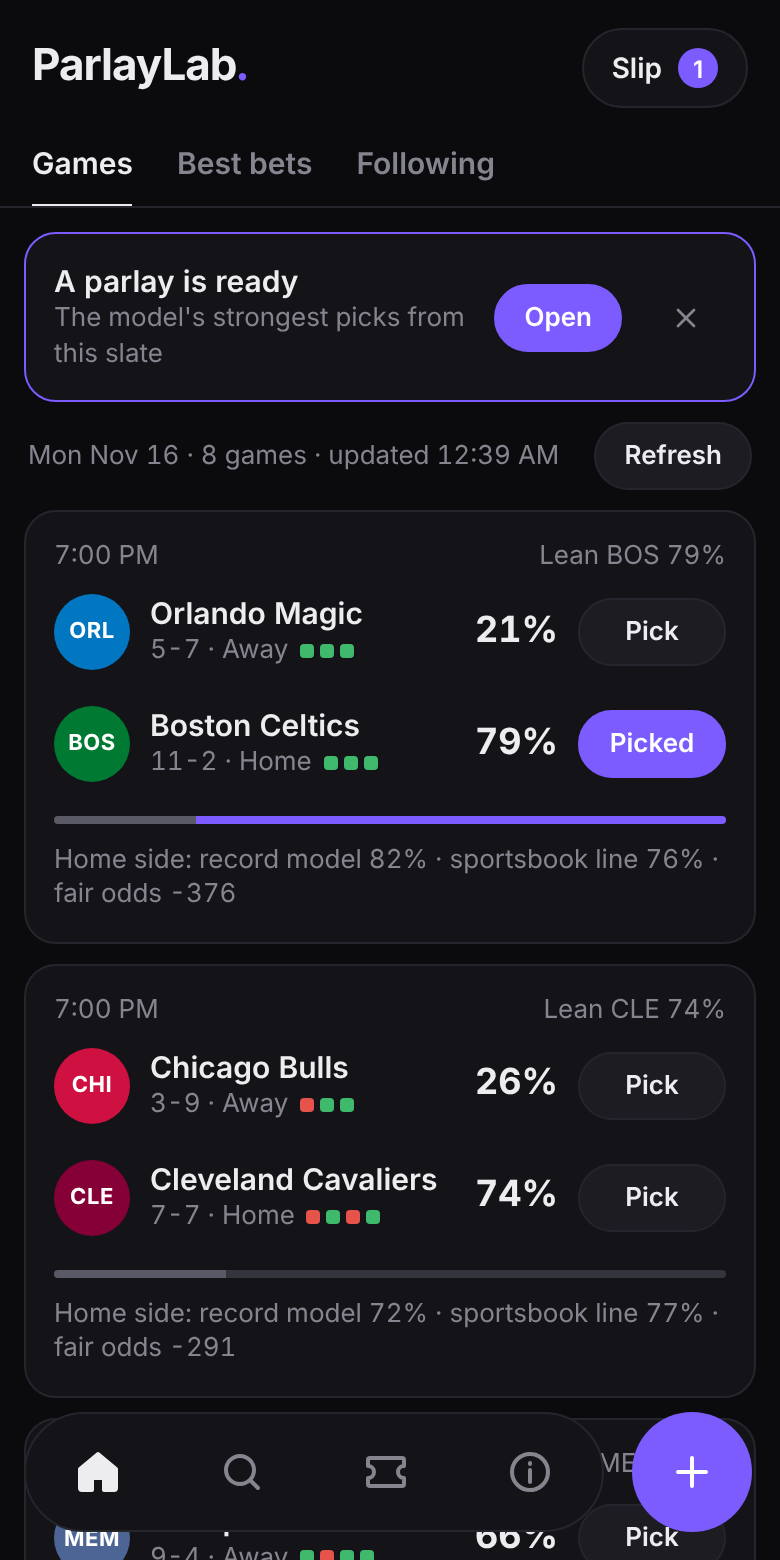 ParlayLab.
Slip 1
Games Best bets Following
A parlay is ready
The model's strongest picks from
this slate
Open
Mon Nov 16 · 8 games · updated 12:39 AM
Refresh
7:00 PM Lean BOS 79%
ORL Orlando Magic 21% Pick
5-7 · Away
BOS Boston Celtics 79% Picked
11-2 · Home
Home side: record model 82% · sportsbook line 76% ·
fair odds -376
7:00 PM Lean CLE 74%
CHI Chicago Bulls 26% Pick
3-9 · Away
CLE Cleveland Cavaliers 74% Pick
7-7 · Home
Home side: record model 72% · sportsbook line 77% ·
fair odds -291
MEM 66% Pick
9-4 · Away